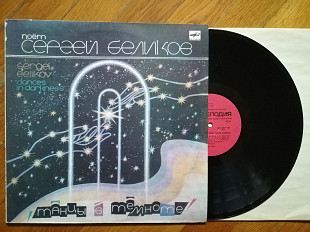 поёт
СЕРГЕЙ БЕЛИКОВ
sergei
belikov
dances
in darkness
танцы в темноте!
МЕЛОДИЯ